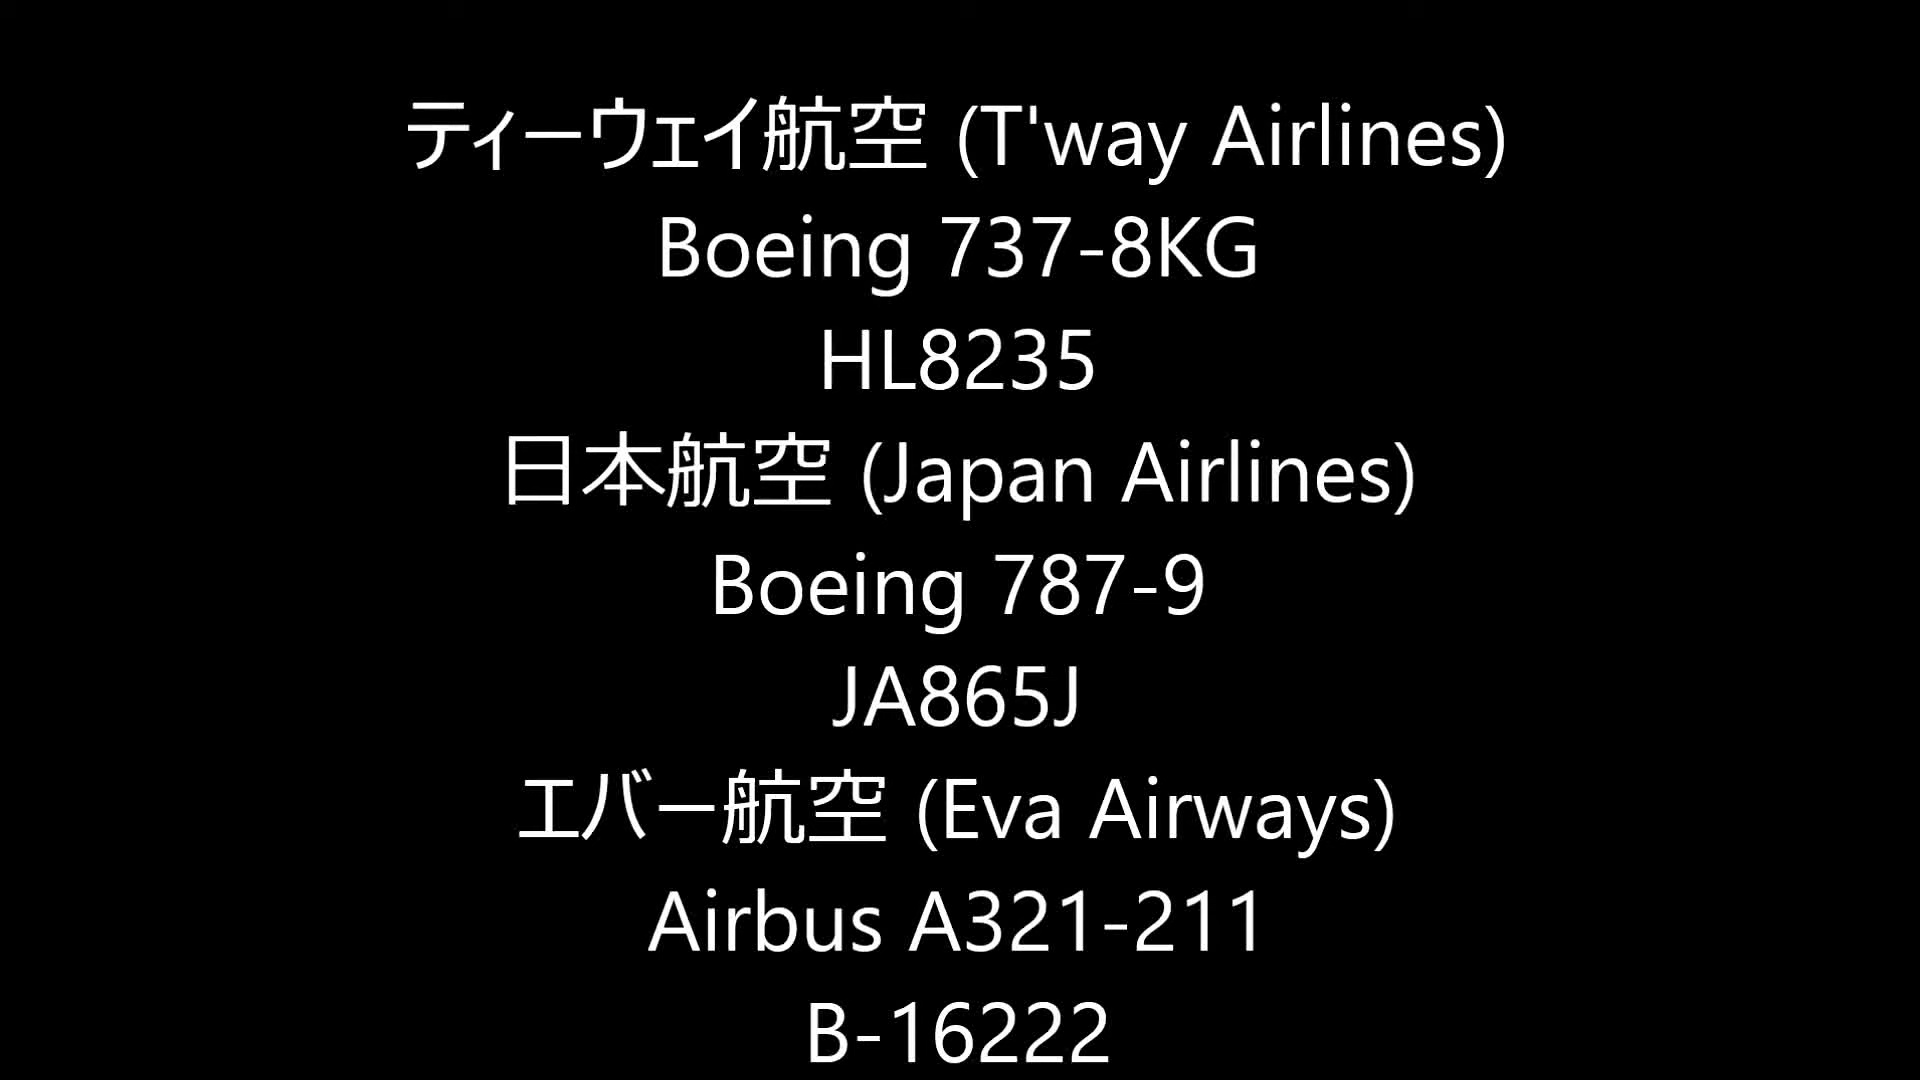 ティーウェイ航空 (T'way Airlines)
Boeing 737-8KG
HL8235
日本航空 (Japan Airlines)
Boeing 787-9
JA865J
エバー航空 (Eva Airways)
Airbus A321-211
B-16222